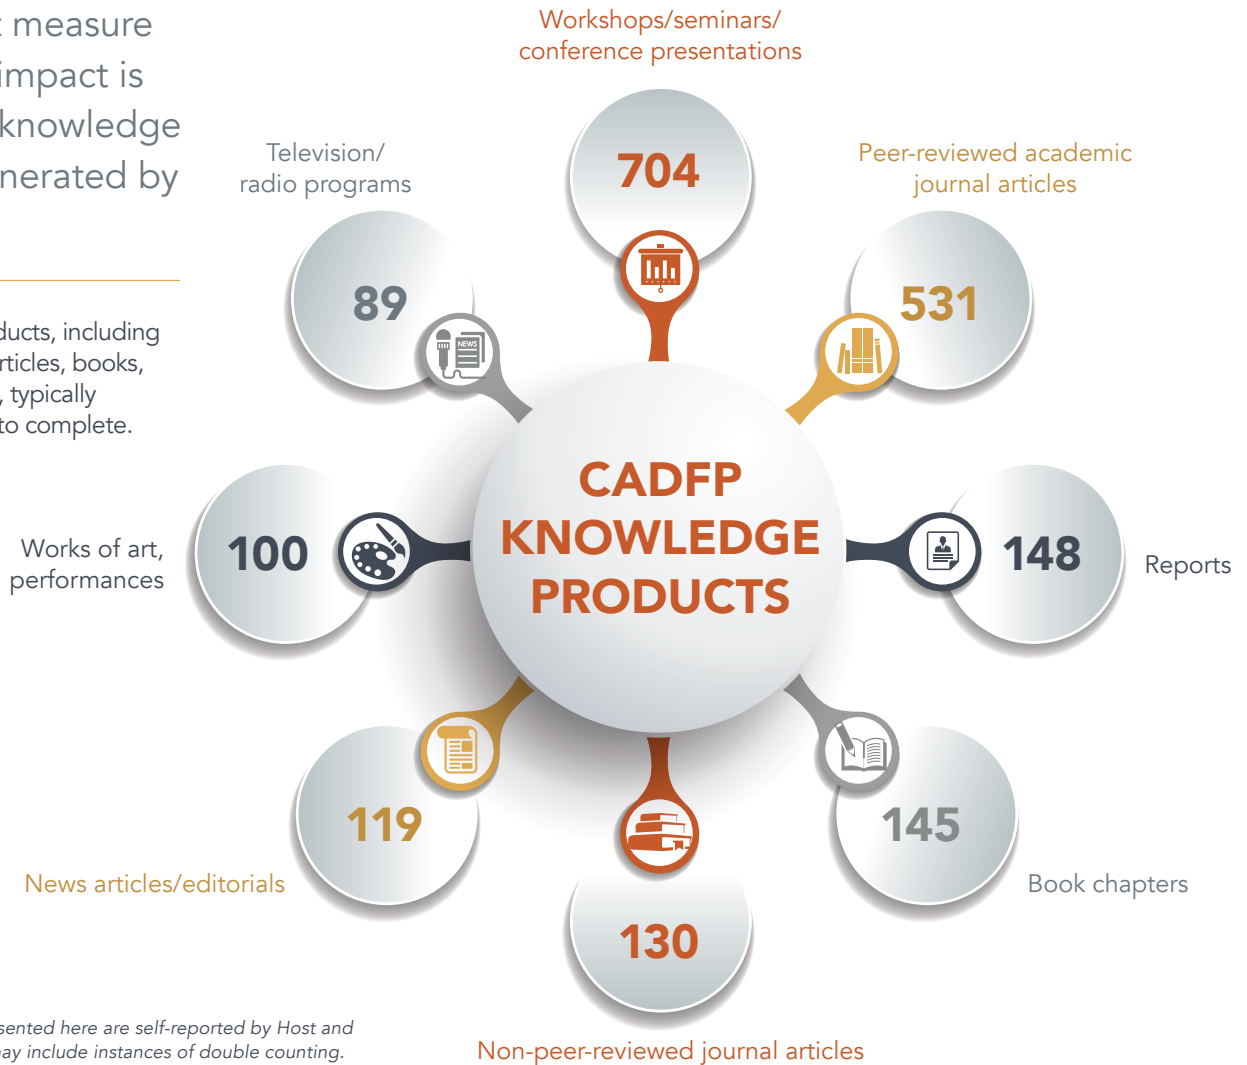 t measure
impact is
knowledge
nerated by
ducts, including
rticles, books,
, typically
to complete.
Workshops/seminars/
conference presentations
704
Peer-reviewed academic
journal articles
531
Television/
radio programs
89
NEWS
CADFP
KNOWLEDGE
PRODUCTS
Works of art,
performances
100
148
Reports
119
News articles/editorials
145
Book chapters
130
Non-peer-reviewed journal articles
sented here are self-reported by Host and
nay include instances of double counting.